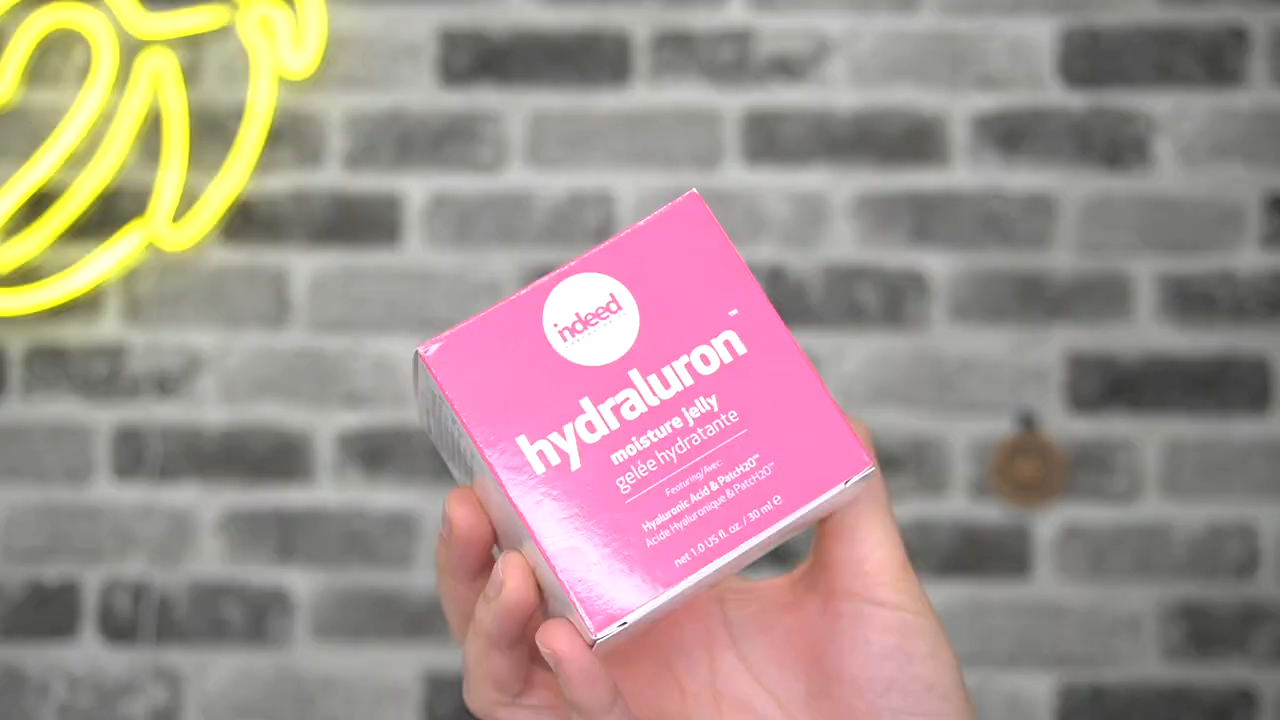 indeed
hydraluron™
moisture jelly
gelée hydratante
Featuring/Avec:
Hyaluronic Acid & PatcH2O™
Acide Hyaluronique & PatcH2O™
net 1.0 US fl. oz. / 30 ml ℮